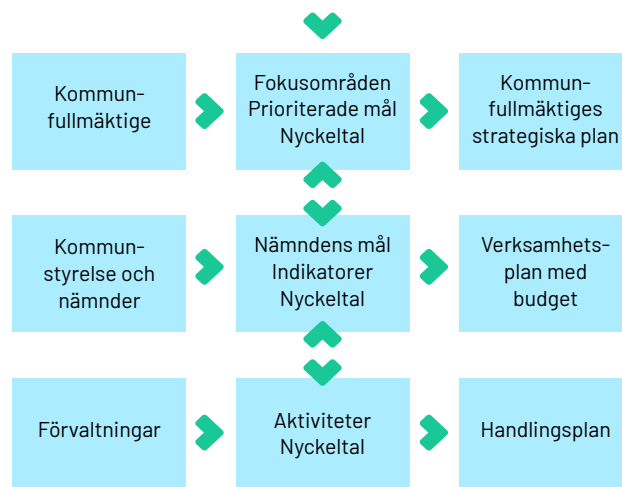 Kommun-
fullmäktige
Fokusområden
Prioriterade mål
Nyckeltal
Kommun-
fullmäktiges
strategiska plan
Kommun-
styrelse och
nämnder
Nämndens mål
Indikatorer
Nyckeltal
Verksamhets-
plan med
budget
Förvaltningar
Aktiviteter
Nyckeltal
Handlingsplan